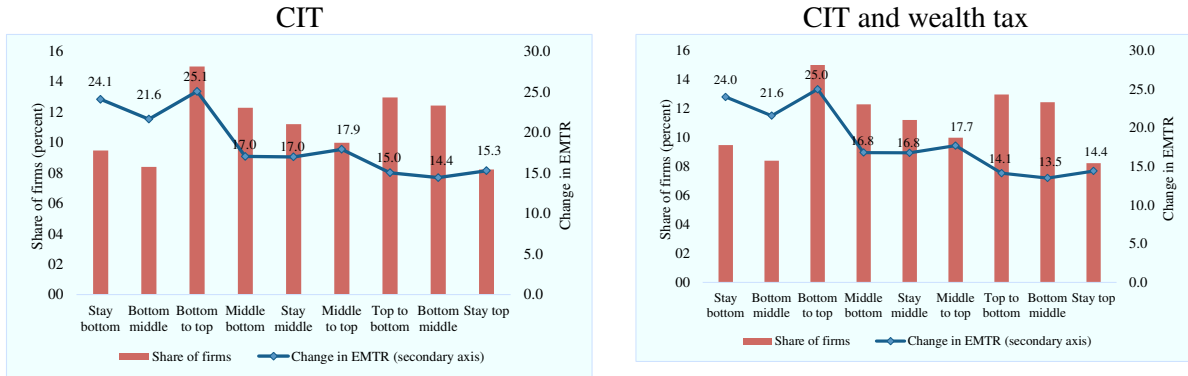 CIT
16
14
12
10
08
06
04
02
00
Share of firms (percent)
24.1
21.6
25.1
17.0
17.0
17.9
15.0
14.4
15.3
30.0
25.0
20.0
15.0
10.0
5.0
0.0
Change in EMTR
Stay
bottom
Bottom
middle
Bottom
to top
Middle
bottom
Stay
middle
Middle
to top
Top to
bottom
Bottom
middle
Stay top
Share of firms
Change in EMTR (secondary axis)
CIT and wealth tax
16
14
12
10
08
06
04
02
00
Share of firms (percent)
24.0
21.6
25.0
16.8
16.8
17.7
14.1
13.5
14.4
30.0
25.0
20.0
15.0
10.0
5.0
0.0
Change in EMTR
Stay
bottom
Bottom
middle
Bottom
to top
Middle
bottom
Stay
middle
Middle
to top
Top to
bottom
Bottom
middle
Stay top
Share of firms
Change in EMTR (secondary axis)